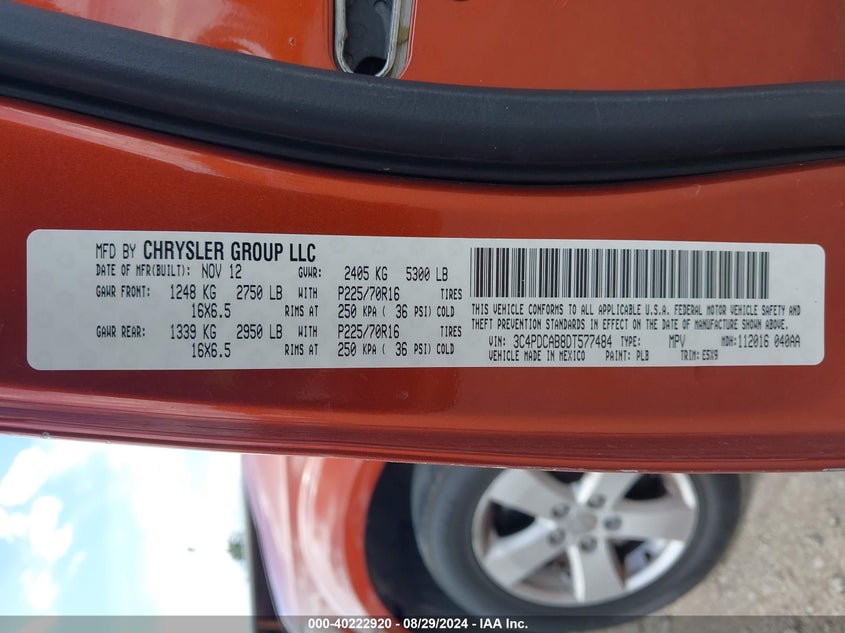 MFD BY CHRYSLER GROUP LLC
DATE OF MFR(BUILT): NOV 12 GVWR: 2405 KG 5300 LB
GAWR FRONT: 1248 KG 2750 LB WITH P225/70R16 TIRES
16X6.5 RIMS AT 250 KPA ( 36 PSI) COLD
GAWR REAR: 1339 KG 2950 LB WITH P225/70R16 TIRES
16X6.5 RIMS AT 250 KPA ( 36 PSI) COLD
THIS VEHICLE CONFORMS TO ALL APPLICABLE U.S.A. FEDERAL MOTOR VEHICLE SAFETY AND
THEFT PREVENTION STANDARDS IN EFFECT ON THE DATE OF MANUFACTURE SHOWN ABOVE.
VIN: 3C4PDCAB8DT577484 TYPE: MPV MDH: 112016 040AA
VEHICLE MADE IN MEXICO PAINT: PLB TRIM: E5X9
000-40222920 - 08/29/2024 - IAA Inc.